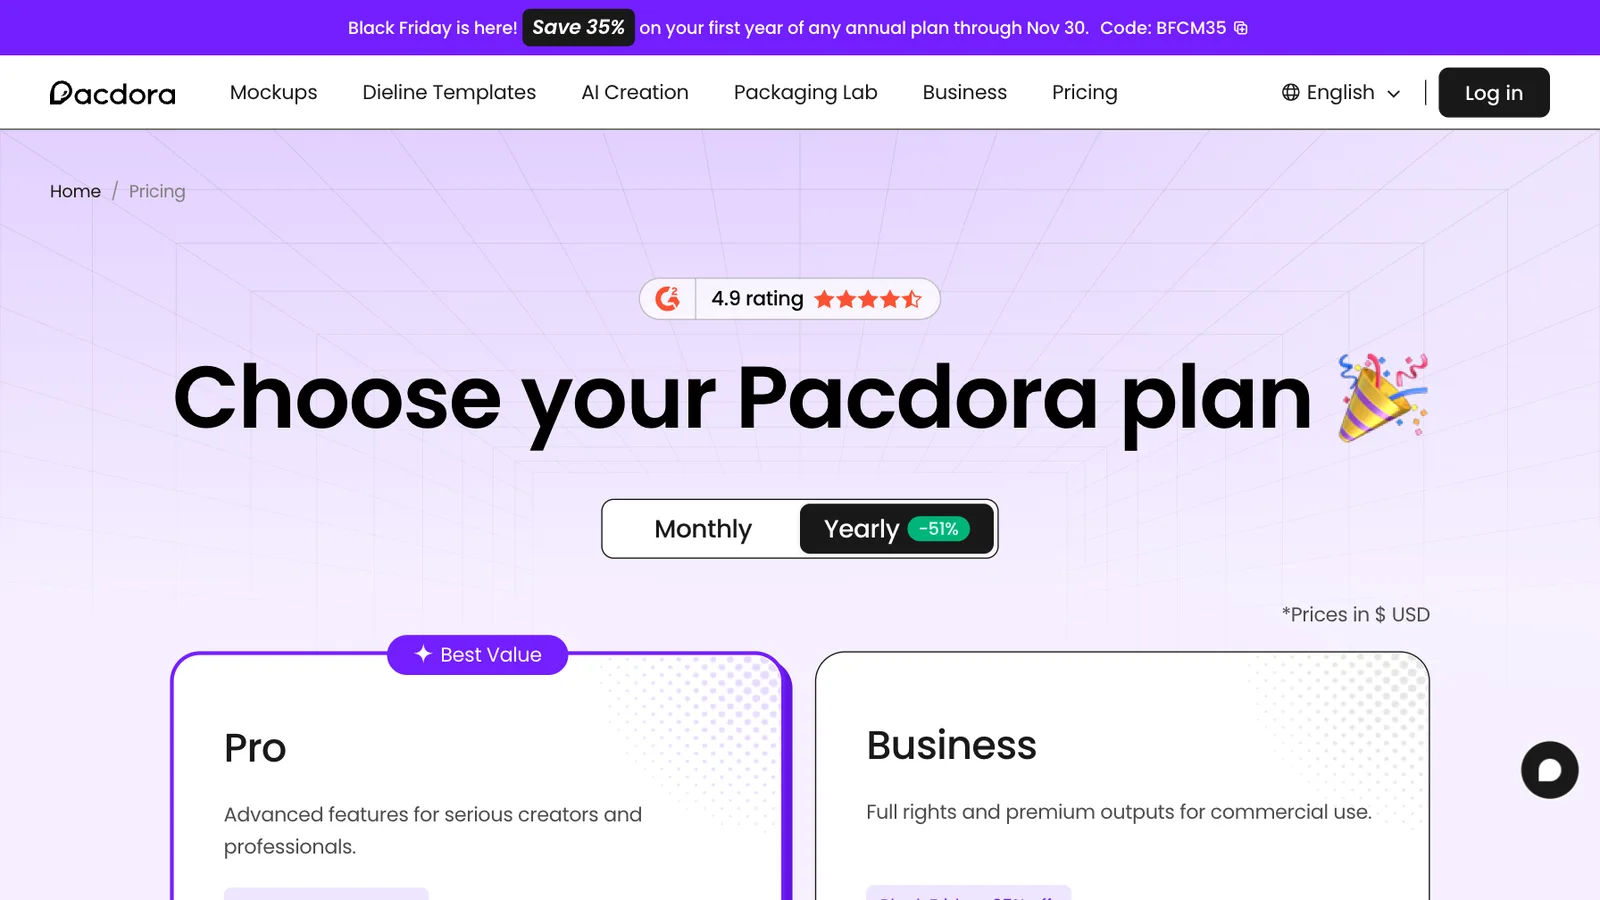 Black Friday is here! Save 35% on your first year of any annual plan through Nov 30. Code: BFCM35
Pacdora Mockups Dieline Templates AI Creation Packaging Lab Business Pricing English Log in
Home / Pricing
G2 4.9 rating
Choose your Pacdora plan
Monthly Yearly -51%
*Prices in $ USD
Best Value
Pro
Advanced features for serious creators and
professionals.
Business
Full rights and premium outputs for commercial use.